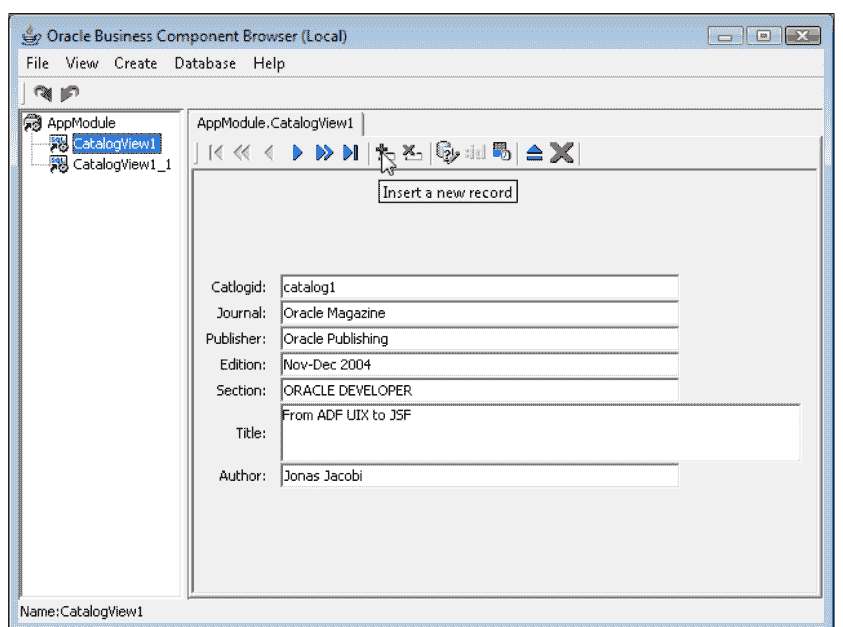 Oracle Business Component Browser (Local)
File View Create Database Help
AppModule
CatalogView1
CatalogView1_1
AppModule.CatalogView1
Insert a new record
Catlogid: catalog1
Journal: Oracle Magazine
Publisher: Oracle Publishing
Edition: Nov-Dec 2004
Section: ORACLE DEVELOPER
Title: From ADF UIX to JSF
Author: Jonas Jacobi
Name:CatalogView1